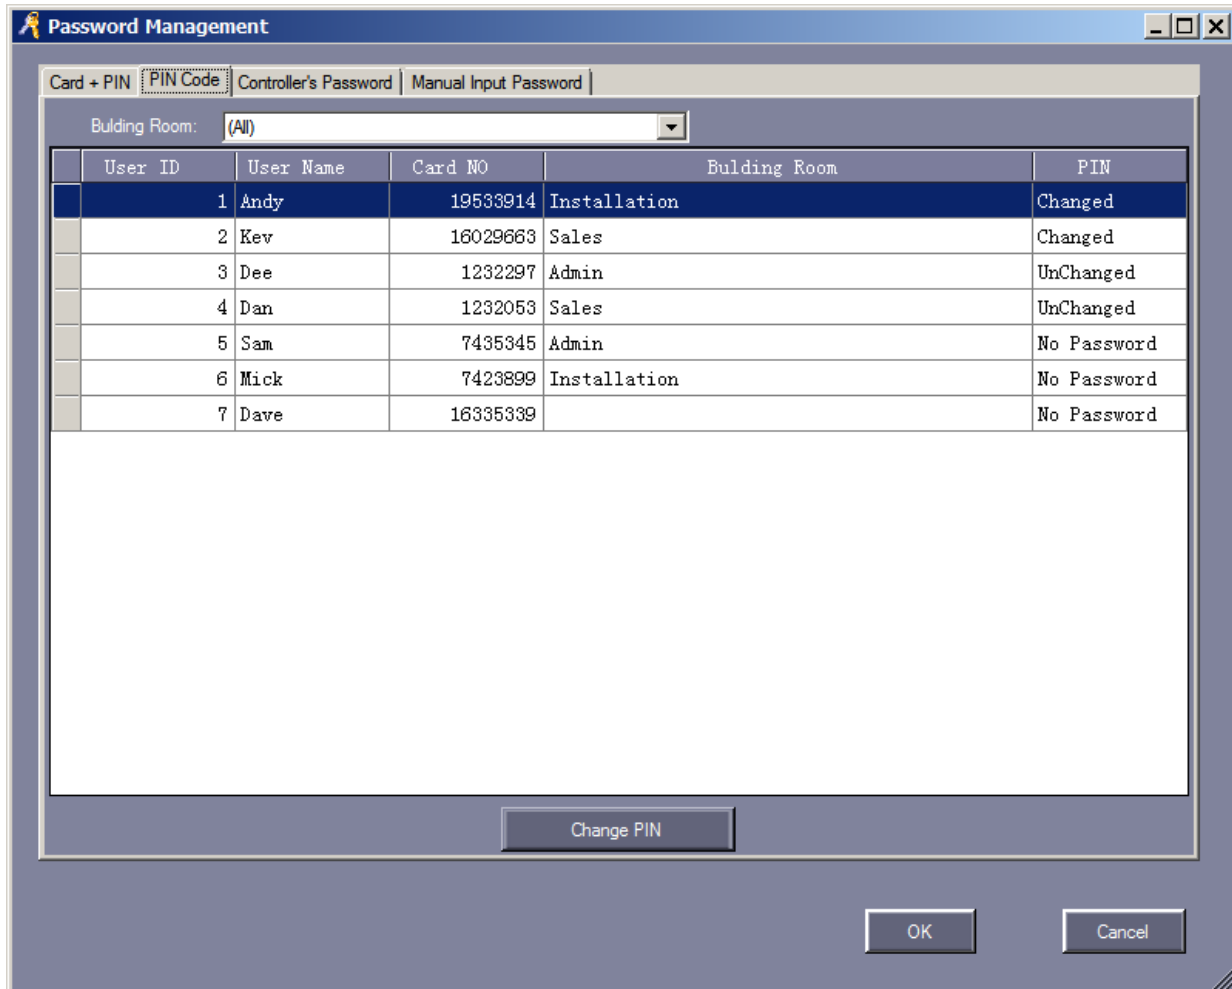 Password Management
Card + PIN PIN Code Controller's Password Manual Input Password
Bulding Room: (All)
User ID User Name Card NO Bulding Room PIN
1 Andy 19533914 Installation Changed
2 Kev 16029663 Sales Changed
3 Dee 1232297 Admin UnChanged
4 Dan 1232053 Sales UnChanged
5 Sam 7435345 Admin No Password
6 Mick 7423899 Installation No Password
7 Dave 16335339 No Password
Change PIN
OK Cancel